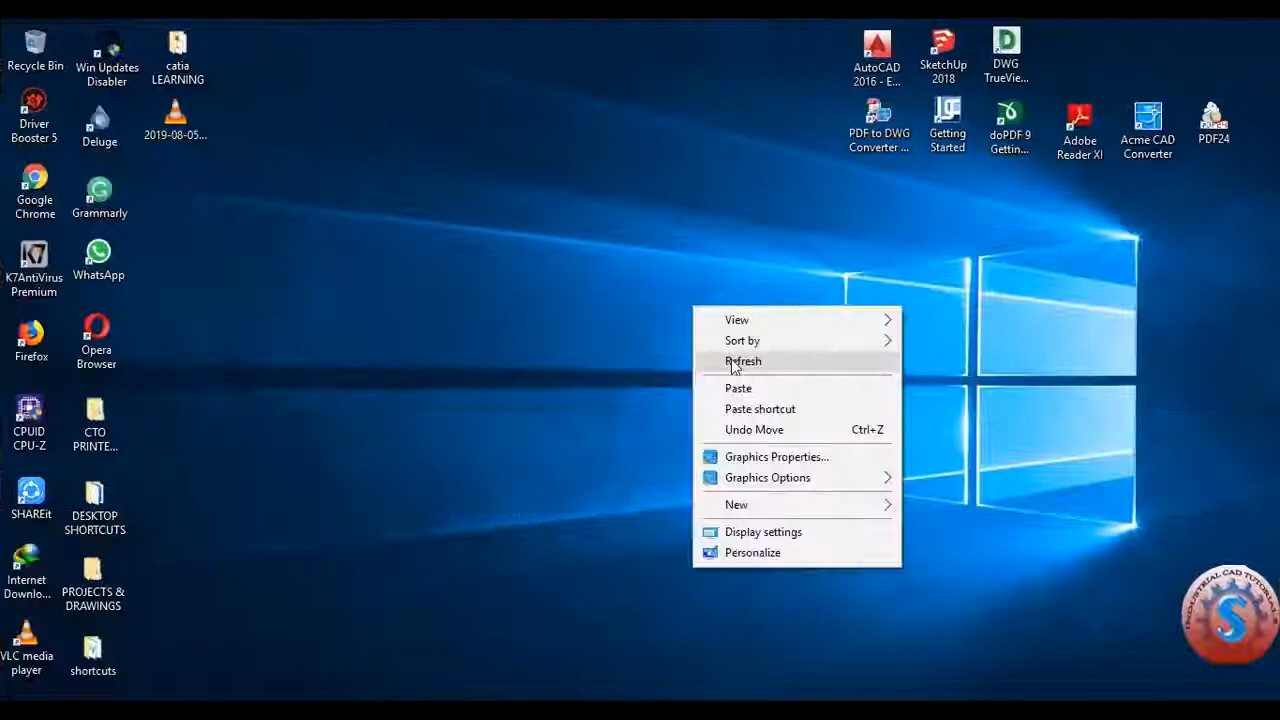 Recycle Bin
Win Updates
Disabler
catia
LEARNING
Driver
Booster 5
Deluge
2019-08-05...
Google
Chrome
Grammarly
K7AntiVirus
Premium
WhatsApp
Firefox
Opera
Browser
CPUID
CPU-Z
CTO
PRINTE...
SHAREit
DESKTOP
SHORTCUTS
Internet
Downlo...
PROJECTS &
DRAWINGS
VLC media
player
shortcuts
AutoCAD
2016 - E...
SketchUp
2018
DWG
TrueVie...
PDF to DWG
Converter ...
Getting
Started
doPDF 9
Gettin...
Adobe
Reader XI
Acme CAD
Converter
PDF24
View
Sort by
Refresh
Paste
Paste shortcut
Undo Move Ctrl+Z
Graphics Properties...
Graphics Options
New
Display settings
Personalize
INDUSTRIAL CAD TUTORIALS
S